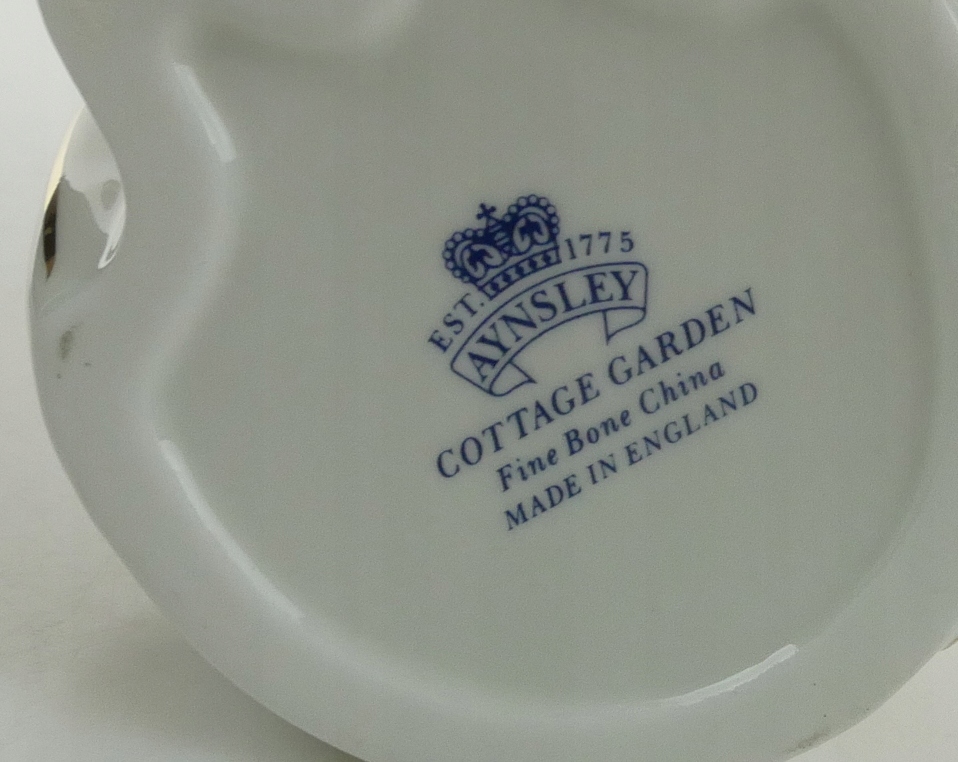 EST. 1775
AYNSLEY
COTTAGE GARDEN
Fine Bone China
MADE IN ENGLAND